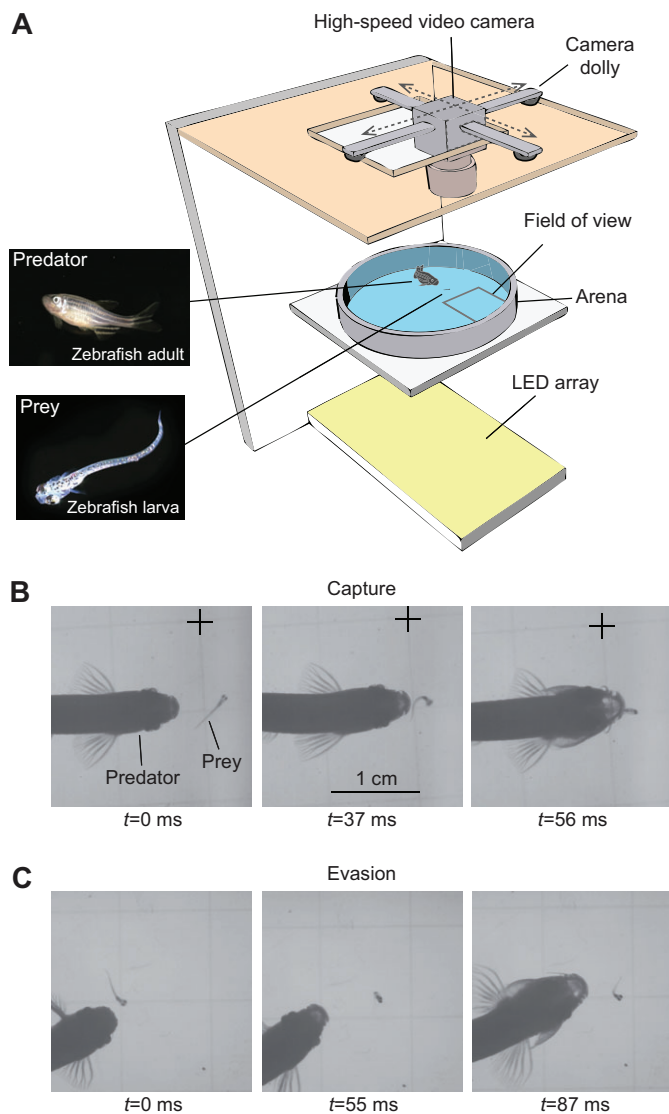 A
High-speed video camera
Camera
dolly
Field of view
Arena
Predator
Zebrafish adult
LED array
Prey
Zebrafish larva
B
Capture
Predator
Prey
1 cm
t=0 ms
t=37 ms
t=56 ms
C
Evasion
t=0 ms
t=55 ms
t=87 ms